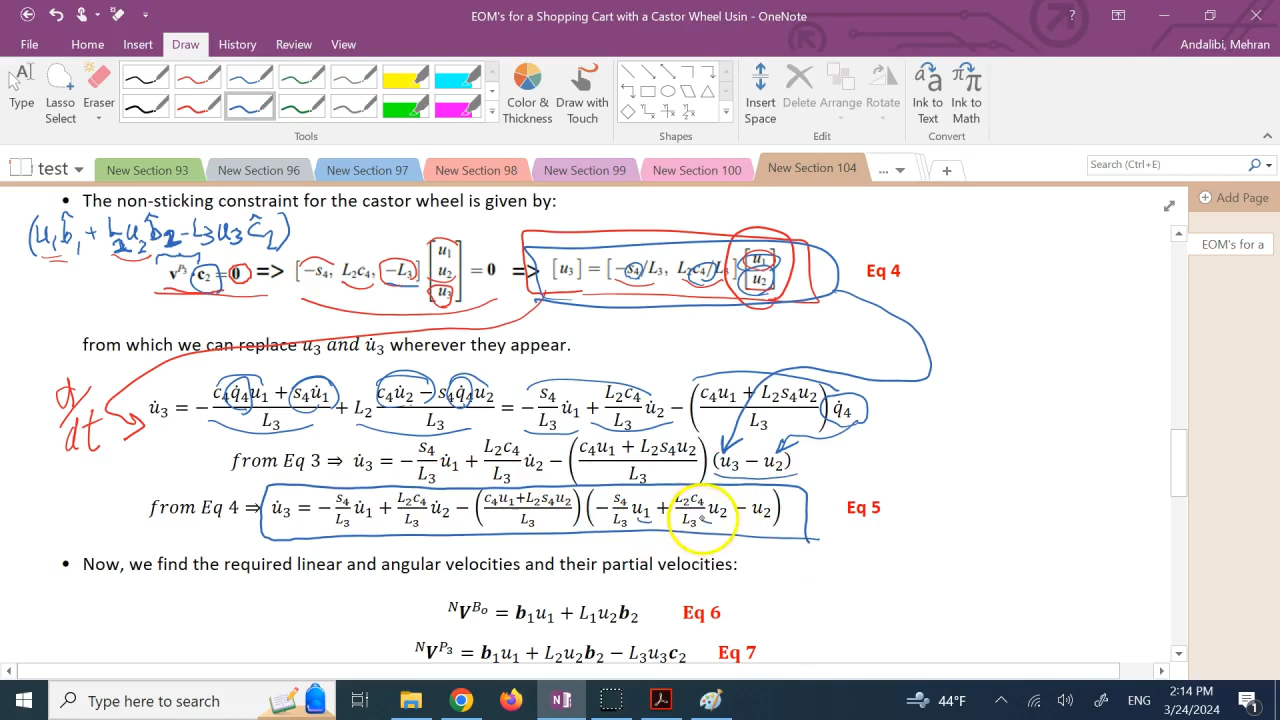 EOM's for a Shopping Cart with a Castor Wheel Usin - OneNote
Andalibi, Mehran
File Home Insert Draw History Review View
Type Lasso Select Eraser Color & Thickness Draw with Touch Insert Space Delete Arrange Rotate Ink to Text Ink to Math
Tools Shapes Edit Convert
test New Section 93 New Section 96 New Section 97 New Section 98 New Section 99 New Section 100 New Section 104 ... Search (Ctrl+E)
Add Page
EOM's for a
• The non-sticking constraint for the castor wheel is given by:
(u₁b̂₁ + L₂u₂b̂₂ - L₃u₃ĉ₂)
v^P₃ · c₂ = 0 => [-s₄, L₂c₄, -L₃] [u₁ u₂ u₃] = 0 => [u₃] = [-s₄/L₃, L₂c₄/L₃] [u₁ u₂] Eq 4
from which we can replace u₃ and u̇₃ wherever they appear.
d/dt
u̇₃ = -(c₄q̇₄u₁ + s₄u̇₁)/L₃ + L₂ (c₄u̇₂ - s₄q̇₄u₂)/L₃ = -s₄/L₃ u̇₁ + L₂c₄/L₃ u̇₂ - ((c₄u₁ + L₂s₄u₂)/L₃) q̇₄
from Eq 3 ⇒ u̇₃ = -s₄/L₃ u̇₁ + L₂c₄/L₃ u̇₂ - ((c₄u₁ + L₂s₄u₂)/L₃) (u₃ - u₂)
from Eq 4 ⇒ u̇₃ = -s₄/L₃ u̇₁ + L₂c₄/L₃ u̇₂ - ((c₄u₁+L₂s₄u₂)/L₃) (-s₄/L₃ u₁ + L₂c₄/L₃ u₂ - u₂) Eq 5
• Now, we find the required linear and angular velocities and their partial velocities:
ᴺV^Bₒ = b₁u₁ + L₁u₂b₂ Eq 6
ᴺV^P₃ = b₁u₁ + L₂u₂b₂ - L₃u₃c₂ Eq 7
Type here to search
44°F
ENG
2:14 PM
3/24/2024
1